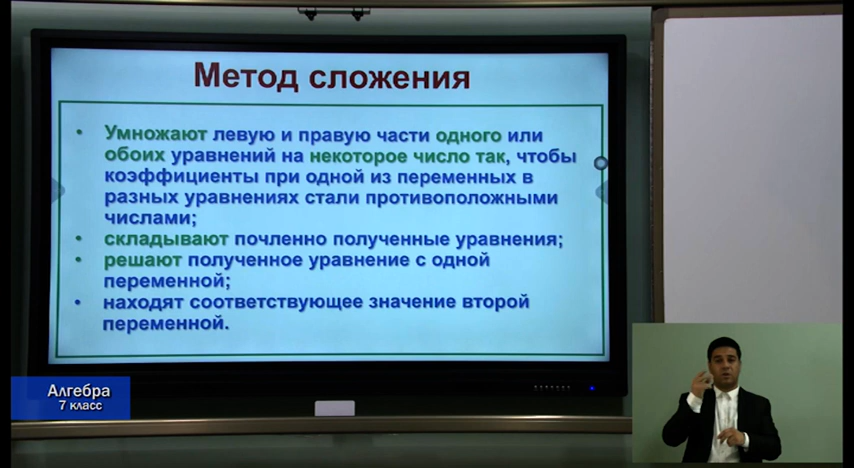 Метод сложения
• Умножают левую и правую части одного или
обоих уравнений на некоторое число так, чтобы
коэффициенты при одной из переменных в
разных уравнениях стали противоположными
числами;
• складывают почленно полученные уравнения;
• решают полученное уравнение с одной
переменной;
• находят соответствующее значение второй
переменной.
Алгебра
7 класс